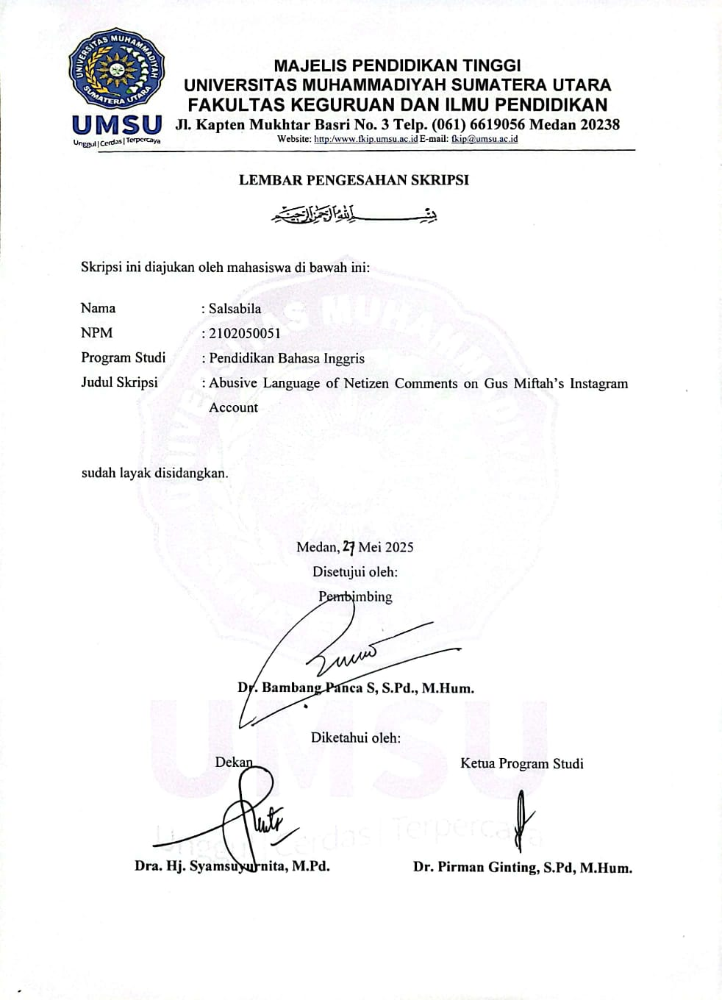 UNIVERSITAS MUHAMMADIYAH
SUMATERA UTARA
UMSU
Unggul | Cerdas | Terpercaya
MAJELIS PENDIDIKAN TINGGI
UNIVERSITAS MUHAMMADIYAH SUMATERA UTARA
FAKULTAS KEGURUAN DAN ILMU PENDIDIKAN
Jl. Kapten Mukhtar Basri No. 3 Telp. (061) 6619056 Medan 20238
Website: http:/www.fkip.umsu.ac.id E-mail: fkip@umsu.ac.id
LEMBAR PENGESAHAN SKRIPSI
بِسْمِ اللهِ الرَّحْمٰنِ الرَّحِيْمِ
Skripsi ini diajukan oleh mahasiswa di bawah ini:
Nama : Salsabila
NPM : 2102050051
Program Studi : Pendidikan Bahasa Inggris
Judul Skripsi : Abusive Language of Netizen Comments on Gus Miftah's Instagram
Account
sudah layak disidangkan.
Medan, 27 Mei 2025
Disetujui oleh:
Pembimbing
Dr. Bambang Panca S, S.Pd., M.Hum.
Diketahui oleh:
Dekan Ketua Program Studi
Dra. Hj. Syamsuyurnita, M.Pd. Dr. Pirman Ginting, S.Pd, M.Hum.
UMSU
Unggul | Cerdas | Terpercaya